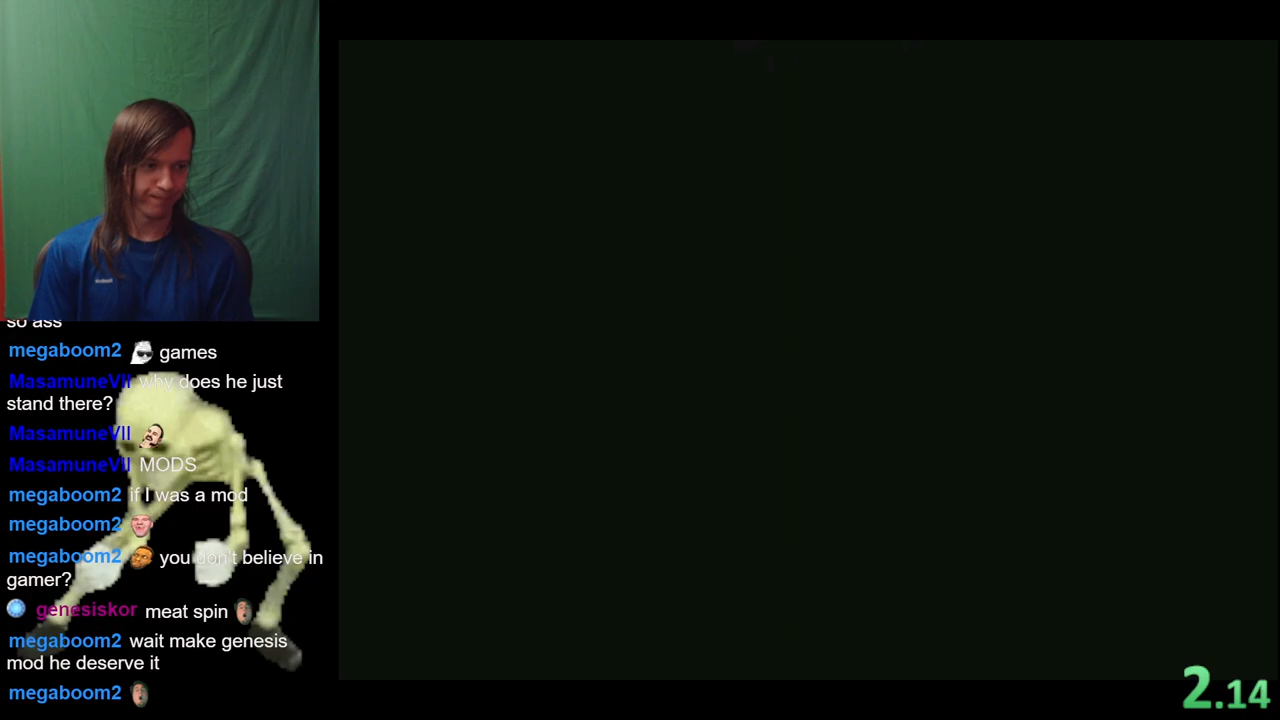 so ass
megaboom2 games
MasamuneVII why does he just
stand there?
MasamuneVII
MasamuneVII MODS
megaboom2 if I was a mod
megaboom2
megaboom2 you don't believe in
gamer?
genesiskor meat spin
megaboom2 wait make genesis
mod he deserve it
megaboom2
2.14